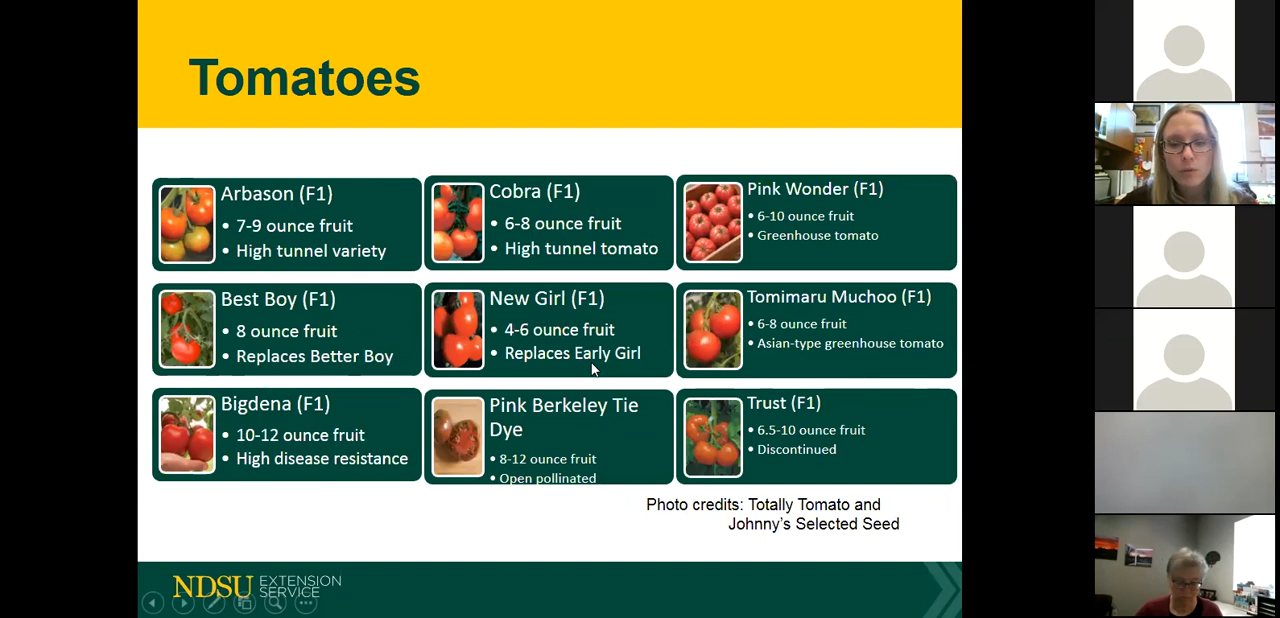 Tomatoes
Arbason (F1)
• 7-9 ounce fruit
• High tunnel variety
Cobra (F1)
• 6-8 ounce fruit
• High tunnel tomato
Pink Wonder (F1)
• 6-10 ounce fruit
• Greenhouse tomato
Best Boy (F1)
• 8 ounce fruit
• Replaces Better Boy
New Girl (F1)
• 4-6 ounce fruit
• Replaces Early Girl
Tomimaru Muchoo (F1)
• 6-8 ounce fruit
• Asian-type greenhouse tomato
Bigdena (F1)
• 10-12 ounce fruit
• High disease resistance
Pink Berkeley Tie
Dye
• 8-12 ounce fruit
• Open pollinated
Trust (F1)
• 6.5-10 ounce fruit
• Discontinued
Photo credits: Totally Tomato and
Johnny's Selected Seed
NDSU EXTENSION
SERVICE